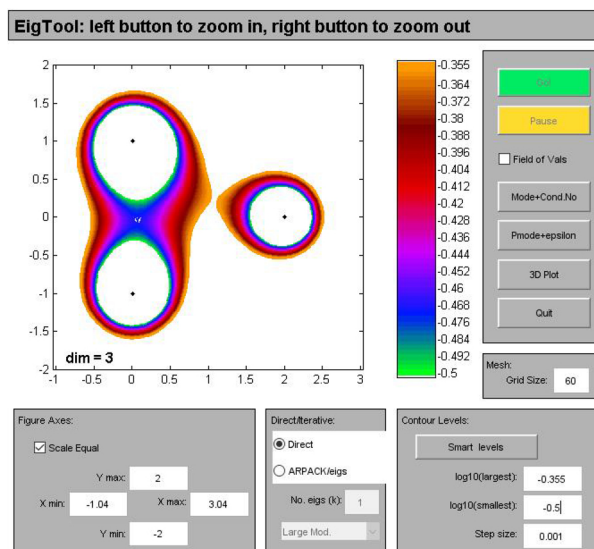 EigTool: left button to zoom in, right button to zoom out
2
1.5
1
0.5
0
-0.5
-1
-1.5
-2
-1
-0.5
0
0.5
1
1.5
2
2.5
3
dim = 3
-0.355
-0.364
-0.372
-0.38
-0.388
-0.396
-0.404
-0.412
-0.42
-0.428
-0.436
-0.444
-0.452
-0.46
-0.468
-0.476
-0.484
-0.492
-0.5
Go!
Pause
Field of Vals
Mode+Cond.No
Pmode+epsilon
3D Plot
Quit
Mesh:
Grid Size: 60
Figure Axes:
Scale Equal
Y max: 2
X min: -1.04 X max: 3.04
Y min: -2
Direct/Iterative:
Direct
ARPACK/eigs
No. eigs (k): 1
Large Mod.
Contour Levels:
Smart levels
log10(largest): -0.355
log10(smallest): -0.5
Step size: 0.001